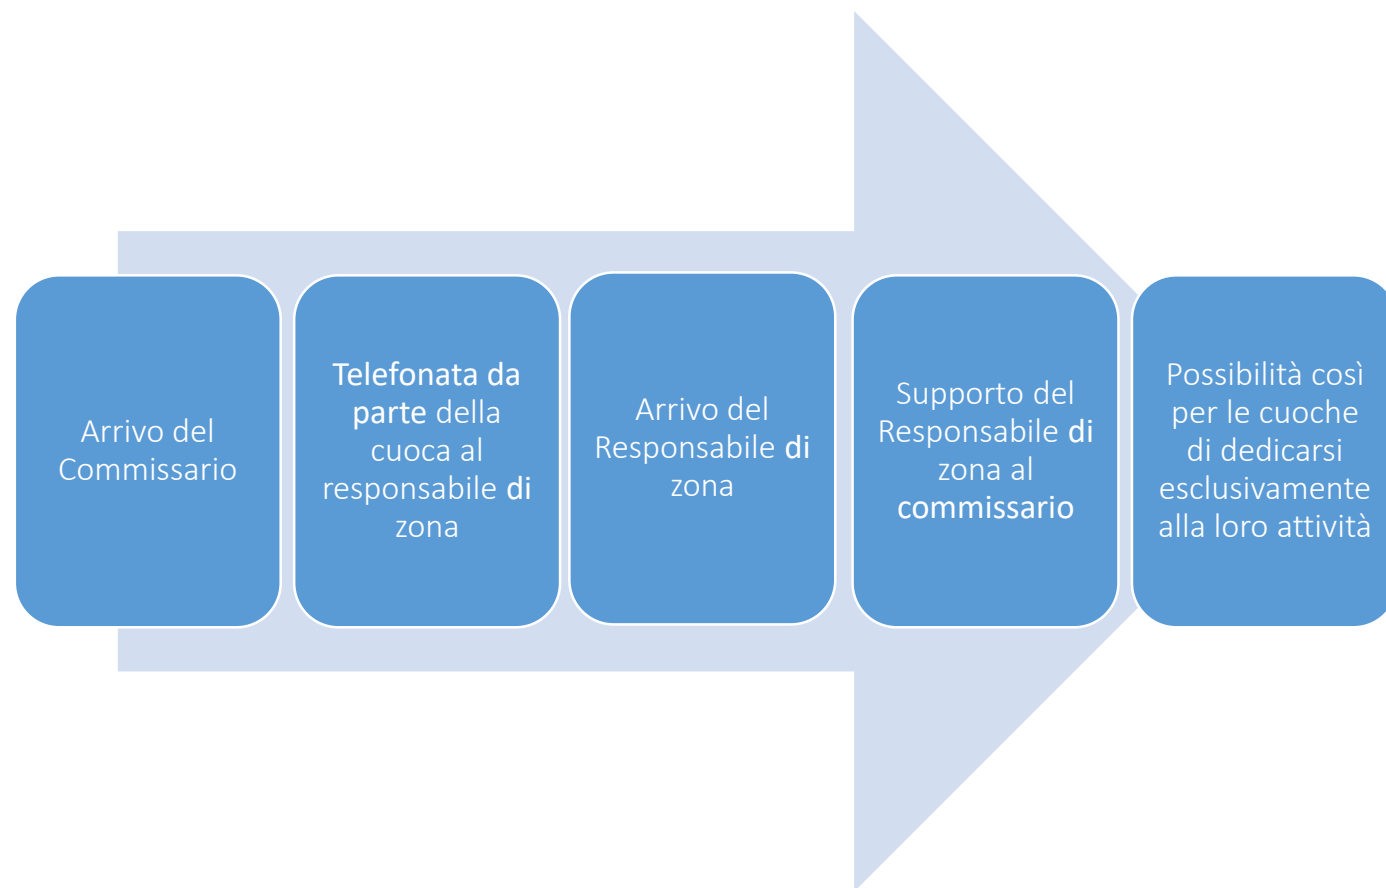 Arrivo del
Commissario
Telefonata da
parte della
cuoca al
responsabile di
zona
Arrivo del
Responsabile di
zona
Supporto del
Responsabile di
zona al
commissario
Possibilità così
per le cuoche
di dedicarsi
esclusivamente
alla loro attività